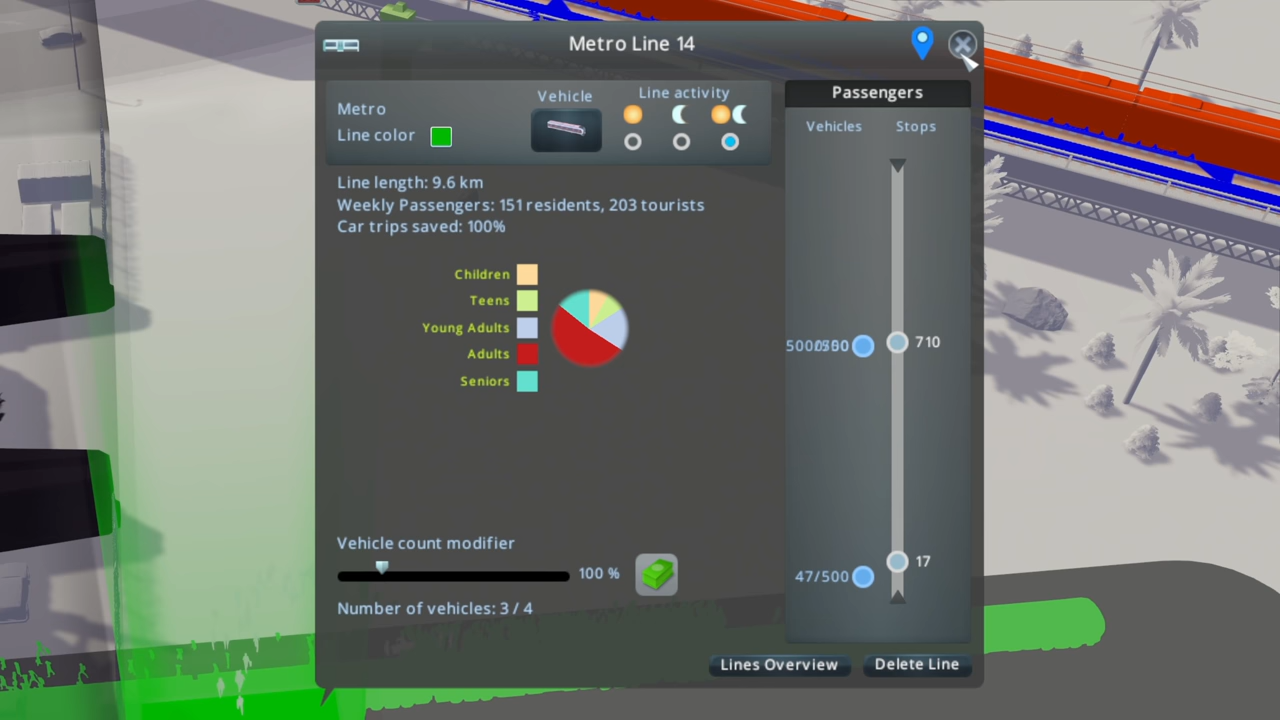 Metro Line 14
Metro
Line color
Vehicle
Line activity
Line length: 9.6 km
Weekly Passengers: 151 residents, 203 tourists
Car trips saved: 100%
Children
Teens
Young Adults
Adults
Seniors
Vehicle count modifier
100 %
Number of vehicles: 3 / 4
Passengers
Vehicles
Stops
710
47/500
17
Lines Overview
Delete Line